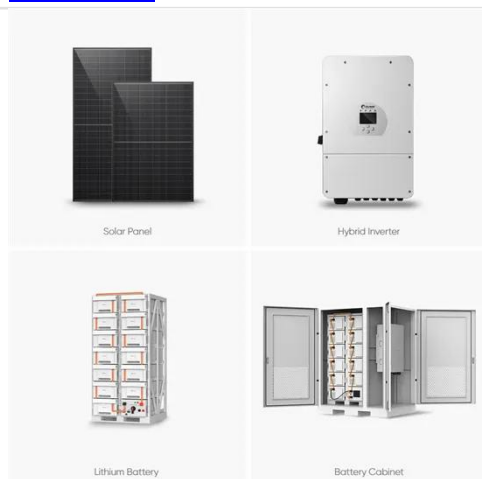 Solar Panel
Hybrid Inverter
Lithium Battery
Battery Cabinet